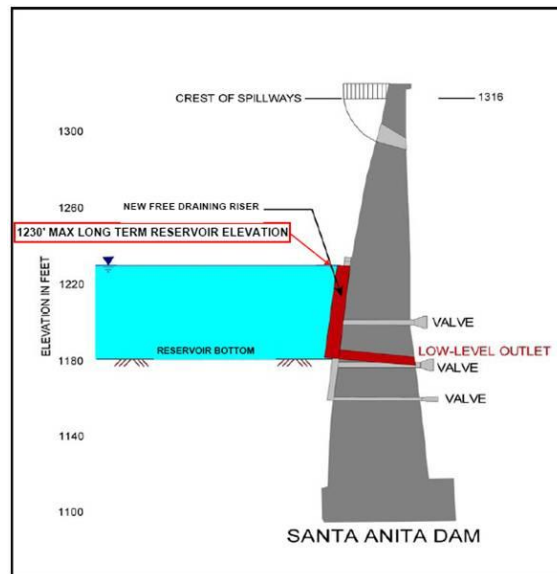 CREST OF SPILLWAYS
1316
1300
NEW FREE DRAINING RISER
1260
1230' MAX LONG TERM RESERVOIR ELEVATION
ELEVATION IN FEET
1220
VALVE
RESERVOIR BOTTOM
LOW-LEVEL OUTLET
1180
VALVE
VALVE
1140
1100
SANTA ANITA DAM